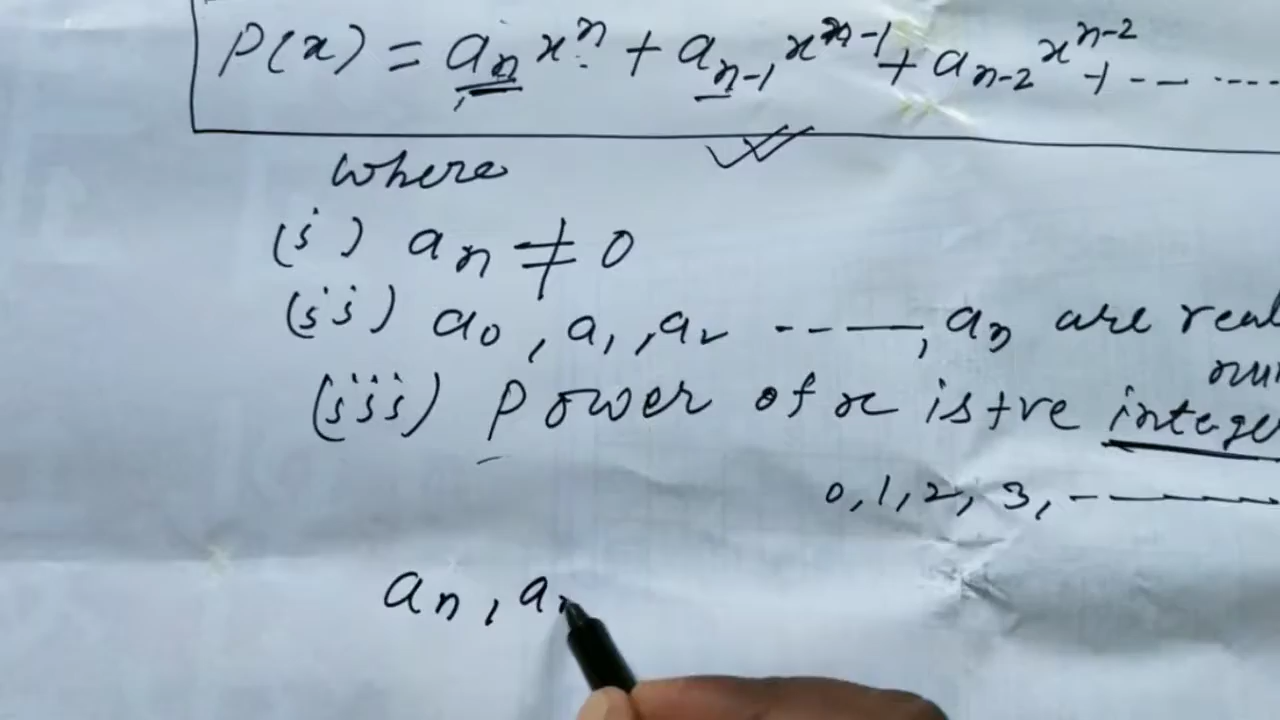 P(x) = aₙxⁿ + aₙ₋₁xⁿ⁻¹ + aₙ₋₂xⁿ⁻² + -- ----
where
(i) aₙ ≠ 0
(ii) a₀, a₁, a₂ -----, aₙ are real
(iii) Power of x is +ve intege
0, 1, 2, 3, -----
aₙ, a